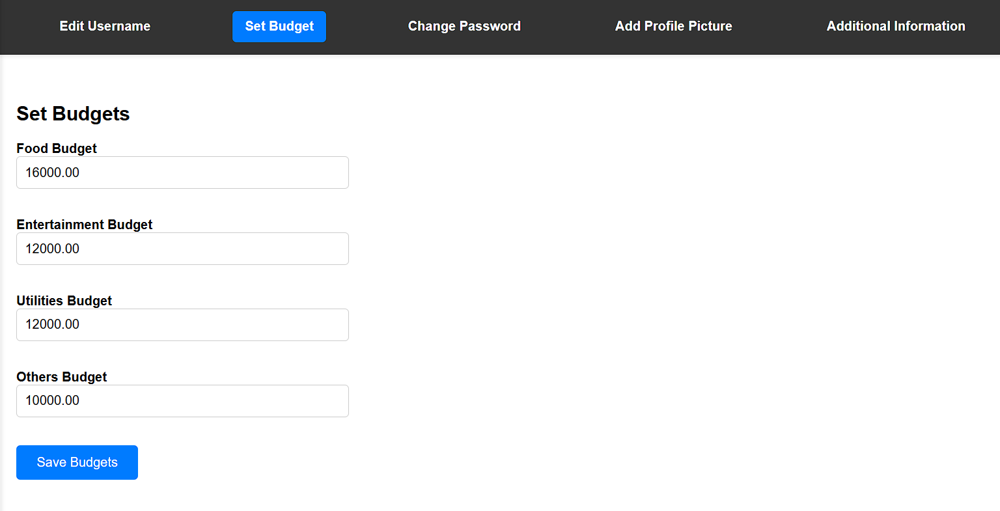 Edit Username Set Budget Change Password Add Profile Picture Additional Information
Set Budgets
Food Budget
16000.00
Entertainment Budget
12000.00
Utilities Budget
12000.00
Others Budget
10000.00
Save Budgets